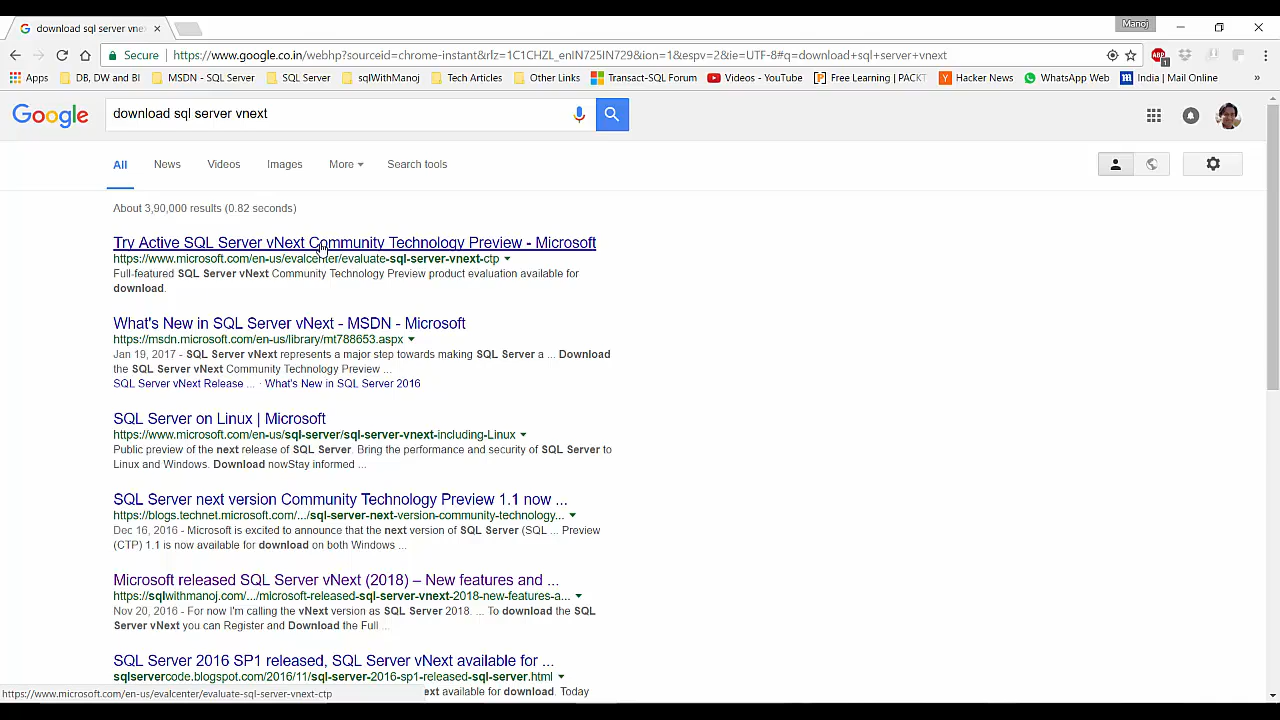 download sql server vne
Manoj
Secure
https://www.google.co.in/webhp?sourceid=chrome-instant&rlz=1C1CHZL_enIN725IN729&ion=1&espv=2&ie=UTF-8#q=download+sql+server+vnext
Apps
DB, DW and BI
MSDN - SQL Server
SQL Server
sqlWithManoj
Tech Articles
Other Links
Transact-SQL Forum
Videos - YouTube
Free Learning | PACKT
Hacker News
WhatsApp Web
India | Mail Online
»
Google
download sql server vnext
All
News
Videos
Images
More
Search tools
About 3,90,000 results (0.82 seconds)
Try Active SQL Server vNext Community Technology Preview - Microsoft
https://www.microsoft.com/en-us/evalcenter/evaluate-sql-server-vnext-ctp
Full-featured SQL Server vNext Community Technology Preview product evaluation available for
download.
What's New in SQL Server vNext - MSDN - Microsoft
https://msdn.microsoft.com/en-us/library/mt788653.aspx
Jan 19, 2017 - SQL Server vNext represents a major step towards making SQL Server a ... Download
the SQL Server vNext Community Technology Preview ...
SQL Server vNext Release ... · What's New in SQL Server 2016
SQL Server on Linux | Microsoft
https://www.microsoft.com/en-us/sql-server/sql-server-vnext-including-Linux
Public preview of the next release of SQL Server. Bring the performance and security of SQL Server to
Linux and Windows. Download nowStay informed ...
SQL Server next version Community Technology Preview 1.1 now ...
https://blogs.technet.microsoft.com/.../sql-server-next-version-community-technology...
Dec 16, 2016 - Microsoft is excited to announce that the next version of SQL Server (SQL ... Preview
(CTP) 1.1 is now available for download on both Windows ...
Microsoft released SQL Server vNext (2018) – New features and ...
https://sqlwithmanoj.com/.../microsoft-released-sql-server-vnext-2018-new-features-a...
Nov 20, 2016 - For now I'm calling the vNext version as SQL Server 2018. ... To download the SQL
Server vNext you can Register and Download the Full ...
SQL Server 2016 SP1 released, SQL Server vNext available for ...
sqlservercode.blogspot.com/2016/11/sql-server-2016-sp1-released-sql-server.html
ext available for download. Today
https://www.microsoft.com/en-us/evalcenter/evaluate-sql-server-vnext-ctp